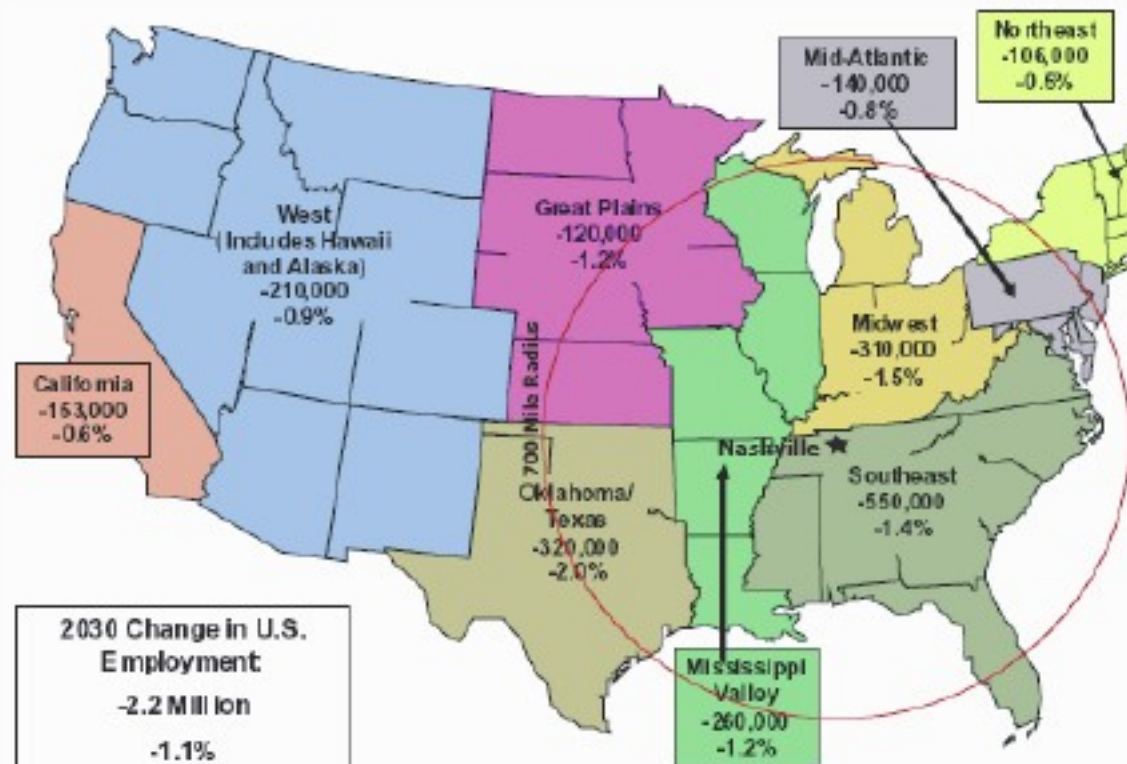 Northeast
-106,000
-0.6%
Mid-Atlantic
-140,000
-0.8%
West
(Includes Hawaii
and Alaska)
-210,000
-0.9%
Great Plains
-120,000
-1.2%
Midwest
-310,000
-1.5%
California
-153,000
-0.6%
700 Mile Radius
Nashville
Southeast
-550,000
-1.4%
Oklahoma/
Texas
-320,000
-2.0%
Mississippi
Valley
-260,000
-1.2%
2030 Change in U.S.
Employment:
-2.2 Million
-1.1%